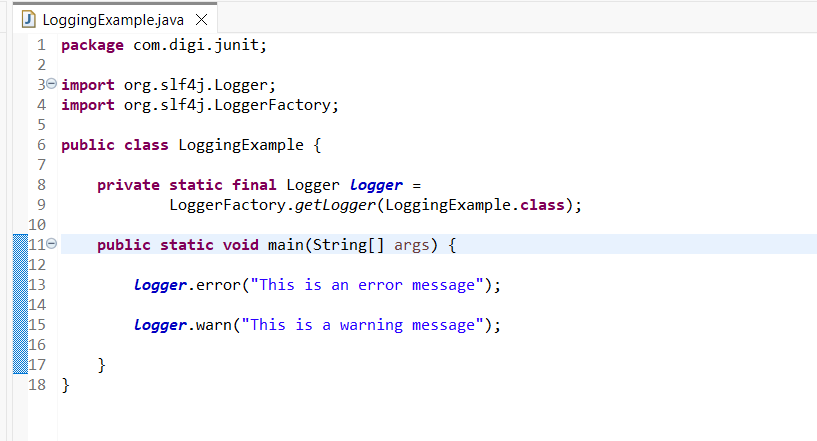 LoggingExample.java
1 package com.digi.junit;
2
3 import org.slf4j.Logger;
4 import org.slf4j.LoggerFactory;
5
6 public class LoggingExample {
7
8     private static final Logger logger =
9             LoggerFactory.getLogger(LoggingExample.class);
10
11     public static void main(String[] args) {
12
13         logger.error("This is an error message");
14
15         logger.warn("This is a warning message");
16
17     }
18 }